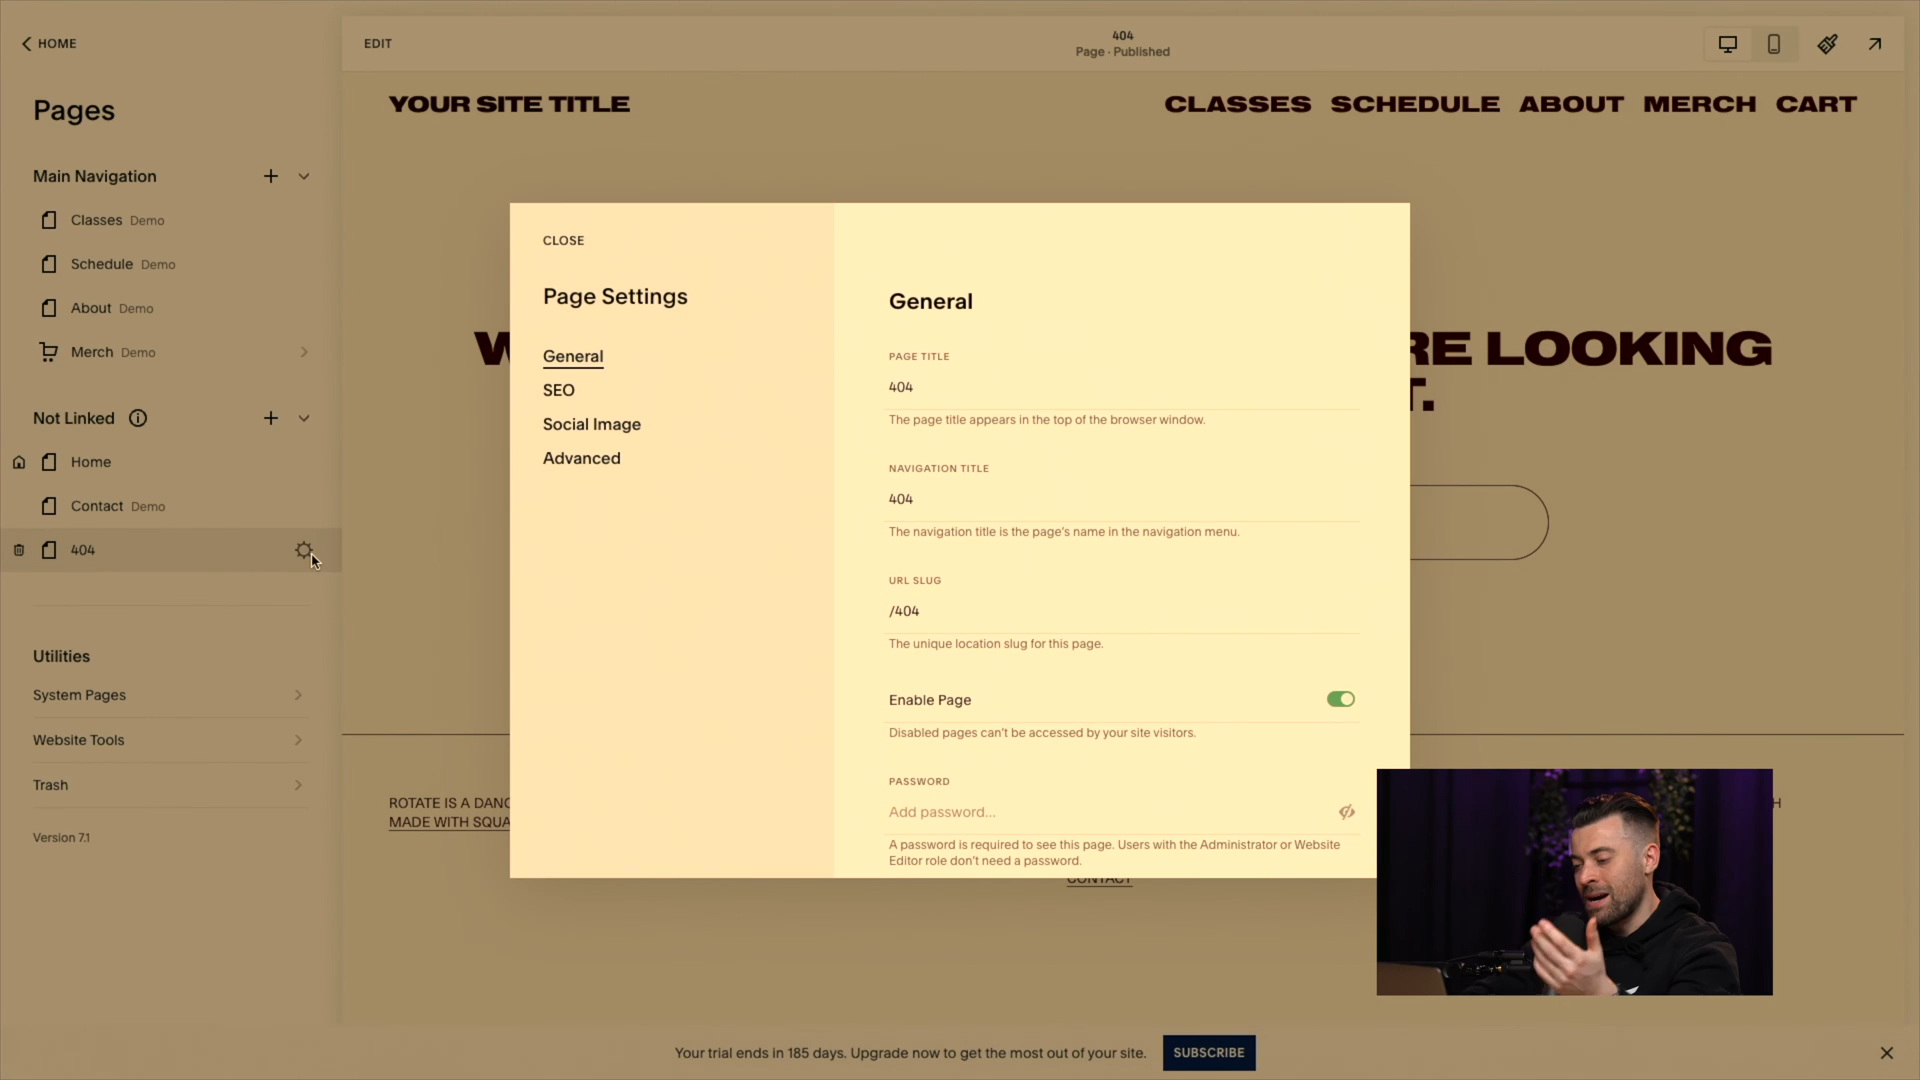 HOME
Pages
Main Navigation
Classes Demo
Schedule Demo
About Demo
Merch Demo
Not Linked
Home
Contact Demo
404
Utilities
System Pages
Website Tools
Trash
Version 7.1
EDIT
404
Page · Published
YOUR SITE TITLE
CLASSES SCHEDULE ABOUT MERCH CART
RE LOOKING
T.
CLOSE
Page Settings
General
SEO
Social Image
Advanced
General
PAGE TITLE
404
The page title appears in the top of the browser window.
NAVIGATION TITLE
404
The navigation title is the page's name in the navigation menu.
URL SLUG
/404
The unique location slug for this page.
Enable Page
Disabled pages can't be accessed by your site visitors.
PASSWORD
Add password...
A password is required to see this page. Users with the Administrator or Website
Editor role don't need a password.
ROTATE IS A DANC
MADE WITH SQUA
H
CONTACT
Your trial ends in 185 days. Upgrade now to get the most out of your site.
SUBSCRIBE